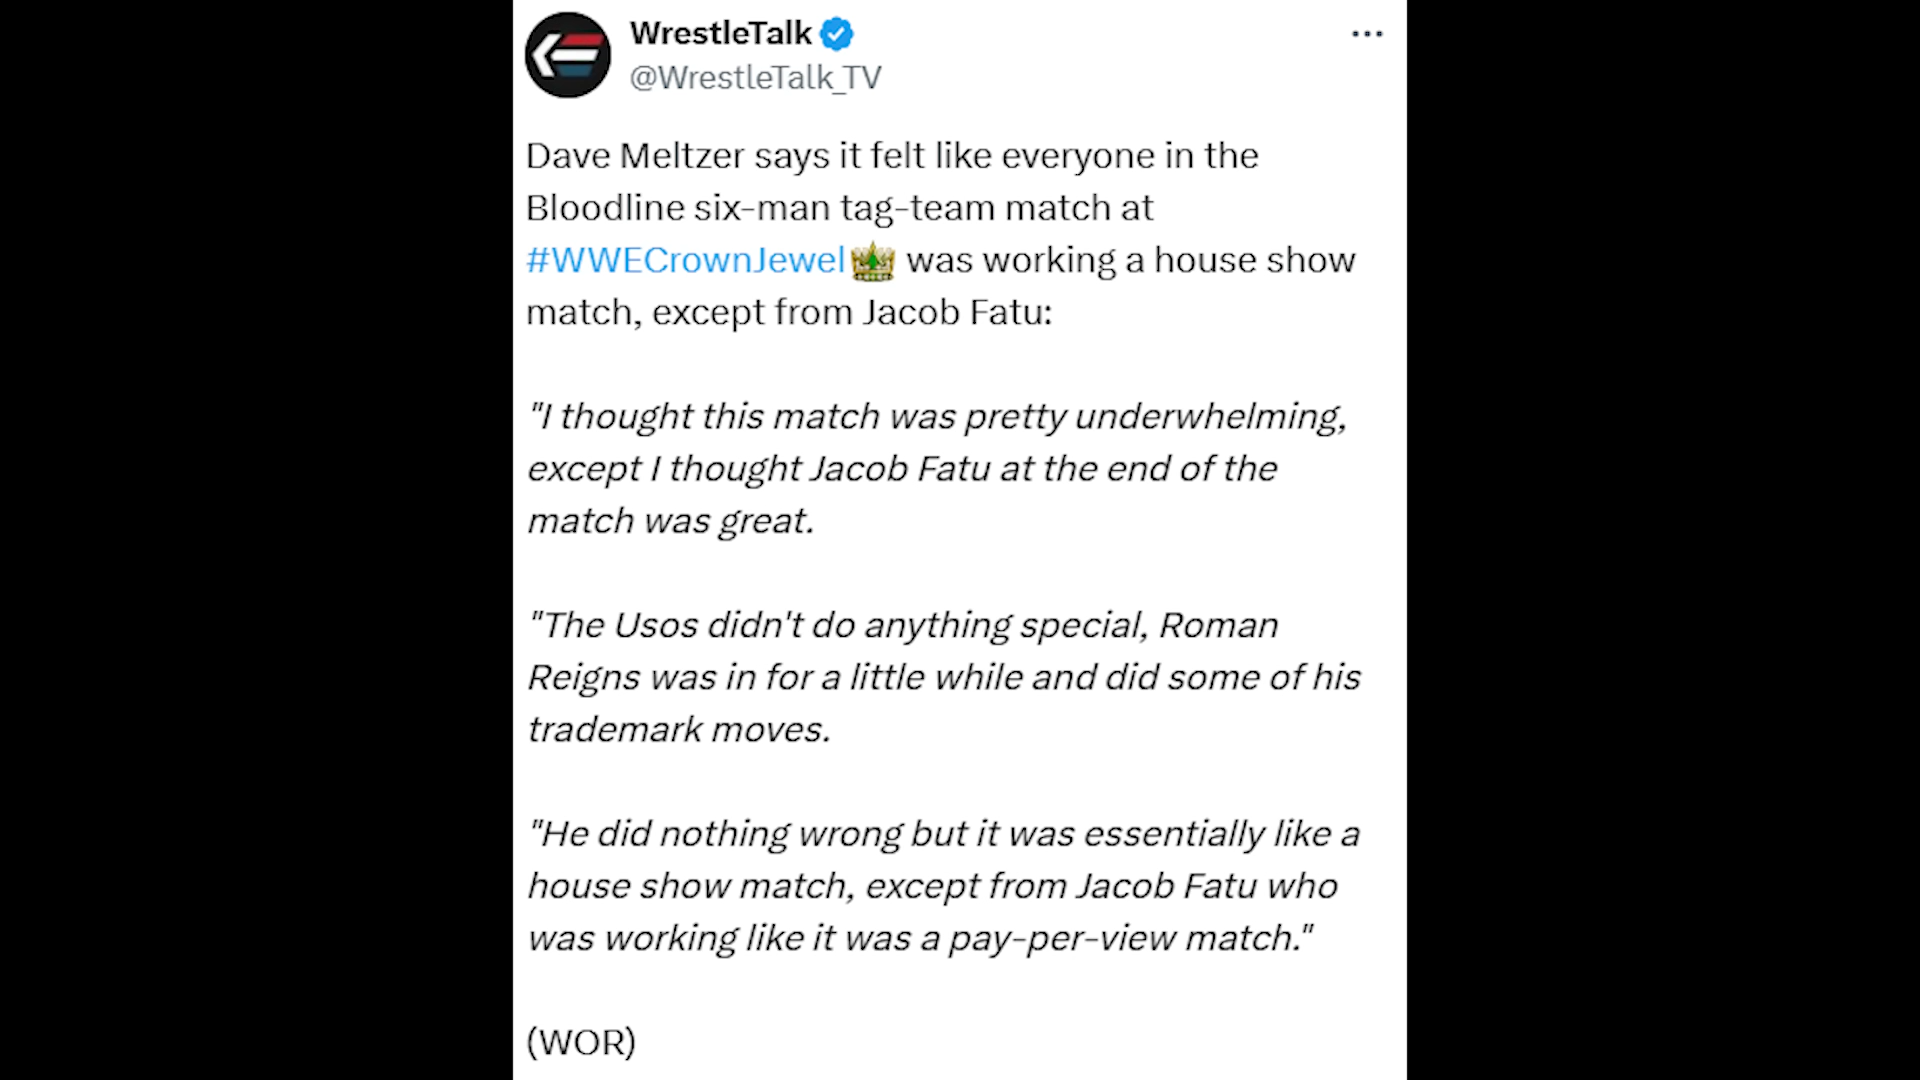 WrestleTalk
@WrestleTalk_TV
Dave Meltzer says it felt like everyone in the
Bloodline six-man tag-team match at
#WWECrownJewel was working a house show
match, except from Jacob Fatu:
"I thought this match was pretty underwhelming,
except I thought Jacob Fatu at the end of the
match was great.
"The Usos didn't do anything special, Roman
Reigns was in for a little while and did some of his
trademark moves.
"He did nothing wrong but it was essentially like a
house show match, except from Jacob Fatu who
was working like it was a pay-per-view match."
(WOR)